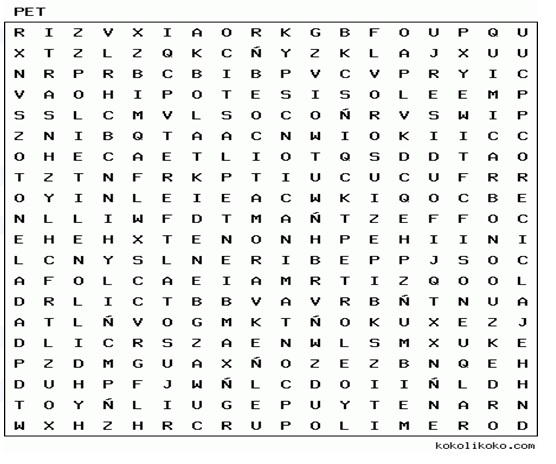 PET
R I Z V X I A O R K G B F O U P Q U
X T Z L Z Q K C Ñ Y Z K L A J X U U
N R P R B C B I B P V C V P R Y I C
V A O H I P O T E S I S O L E E M P
S S L C M V L S O C O Ñ R V S W I P
Z N I B Q T A A C N W I O K I I C C
O H E C A E T L I O T Q S D D T A O
T Z T N F R K P T I U C U C U F R R
O Y I N L E I E A C W K I Q O C B E
N L L I W F D T M A Ñ T Z E F F O C
E H E H X T E N O N H P E H I I N I
L C N Y S L N E R I B E P P J S O C
A F O L C A E I A M R T I Z Q O O L
D R L I C T B B V A V R B Ñ T N U A
A T L Ñ V O G M K T Ñ O K U X E Z J
D L I C R S Z A E N W L S M X U K E
P Z D M G U A X Ñ O Z E Z B N Q E H
D U H P F J W Ñ L C D O I I Ñ L D H
T O Y Ñ L I U G E P U Y T E N A R N
W X H Z H R C R U P O L I M E R O D
kokolikoko.com